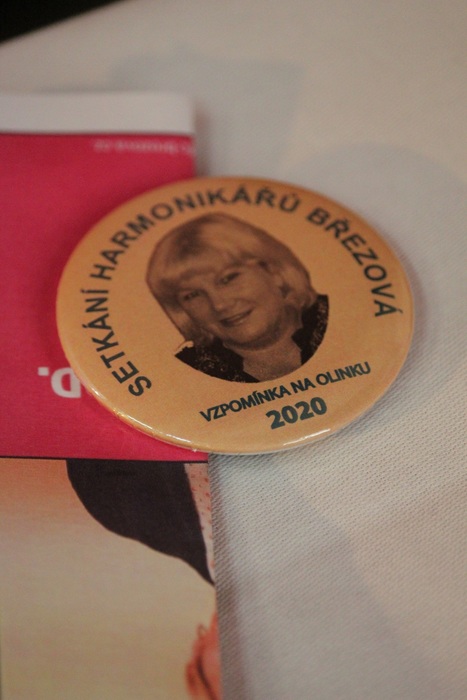 SETKÁNÍ HARMONIKÁŘŮ BŘEZOVÁ
VZPOMÍNKA NA OLINKU
2020
D.